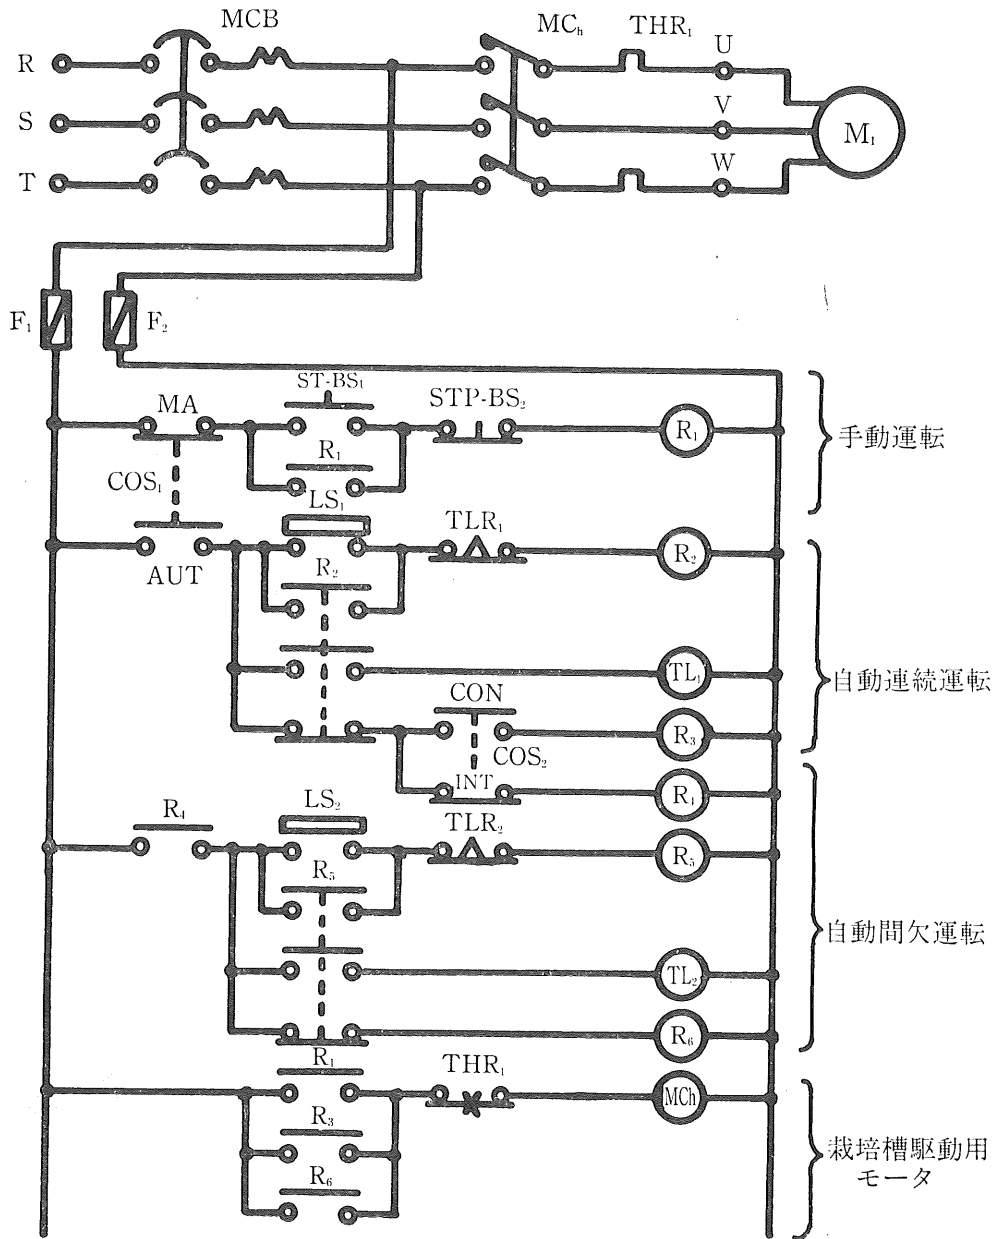 MCB
MCh
THR1
R
U
S
V
M1
T
W
F1
F2
ST-BS1
MA
STP-BS2
R1
R1
手動運転
COS1
LS1
TLR1
R2
R2
AUT
CON
TL1
自動連続運転
COS2
R3
INT
R4
R4
LS2
TLR2
R5
R5
自動間欠運転
TL2
R6
R1
THR1
MCh
R3
栽培槽駆動用
モータ
R6